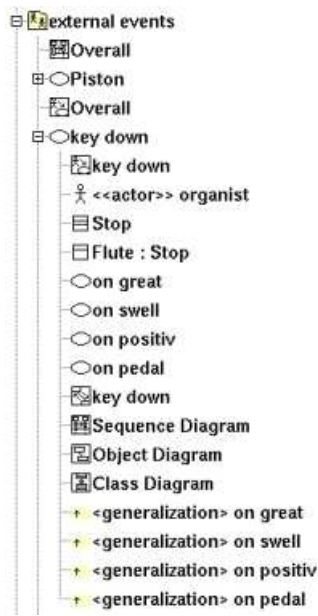 external events
Overall
Piston
Overall
key down
key down
<<actor>> organist
Stop
Flute : Stop
on great
on swell
on positiv
on pedal
key down
Sequence Diagram
Object Diagram
Class Diagram
<generalization> on great
<generalization> on swell
<generalization> on positiv
<generalization> on pedal